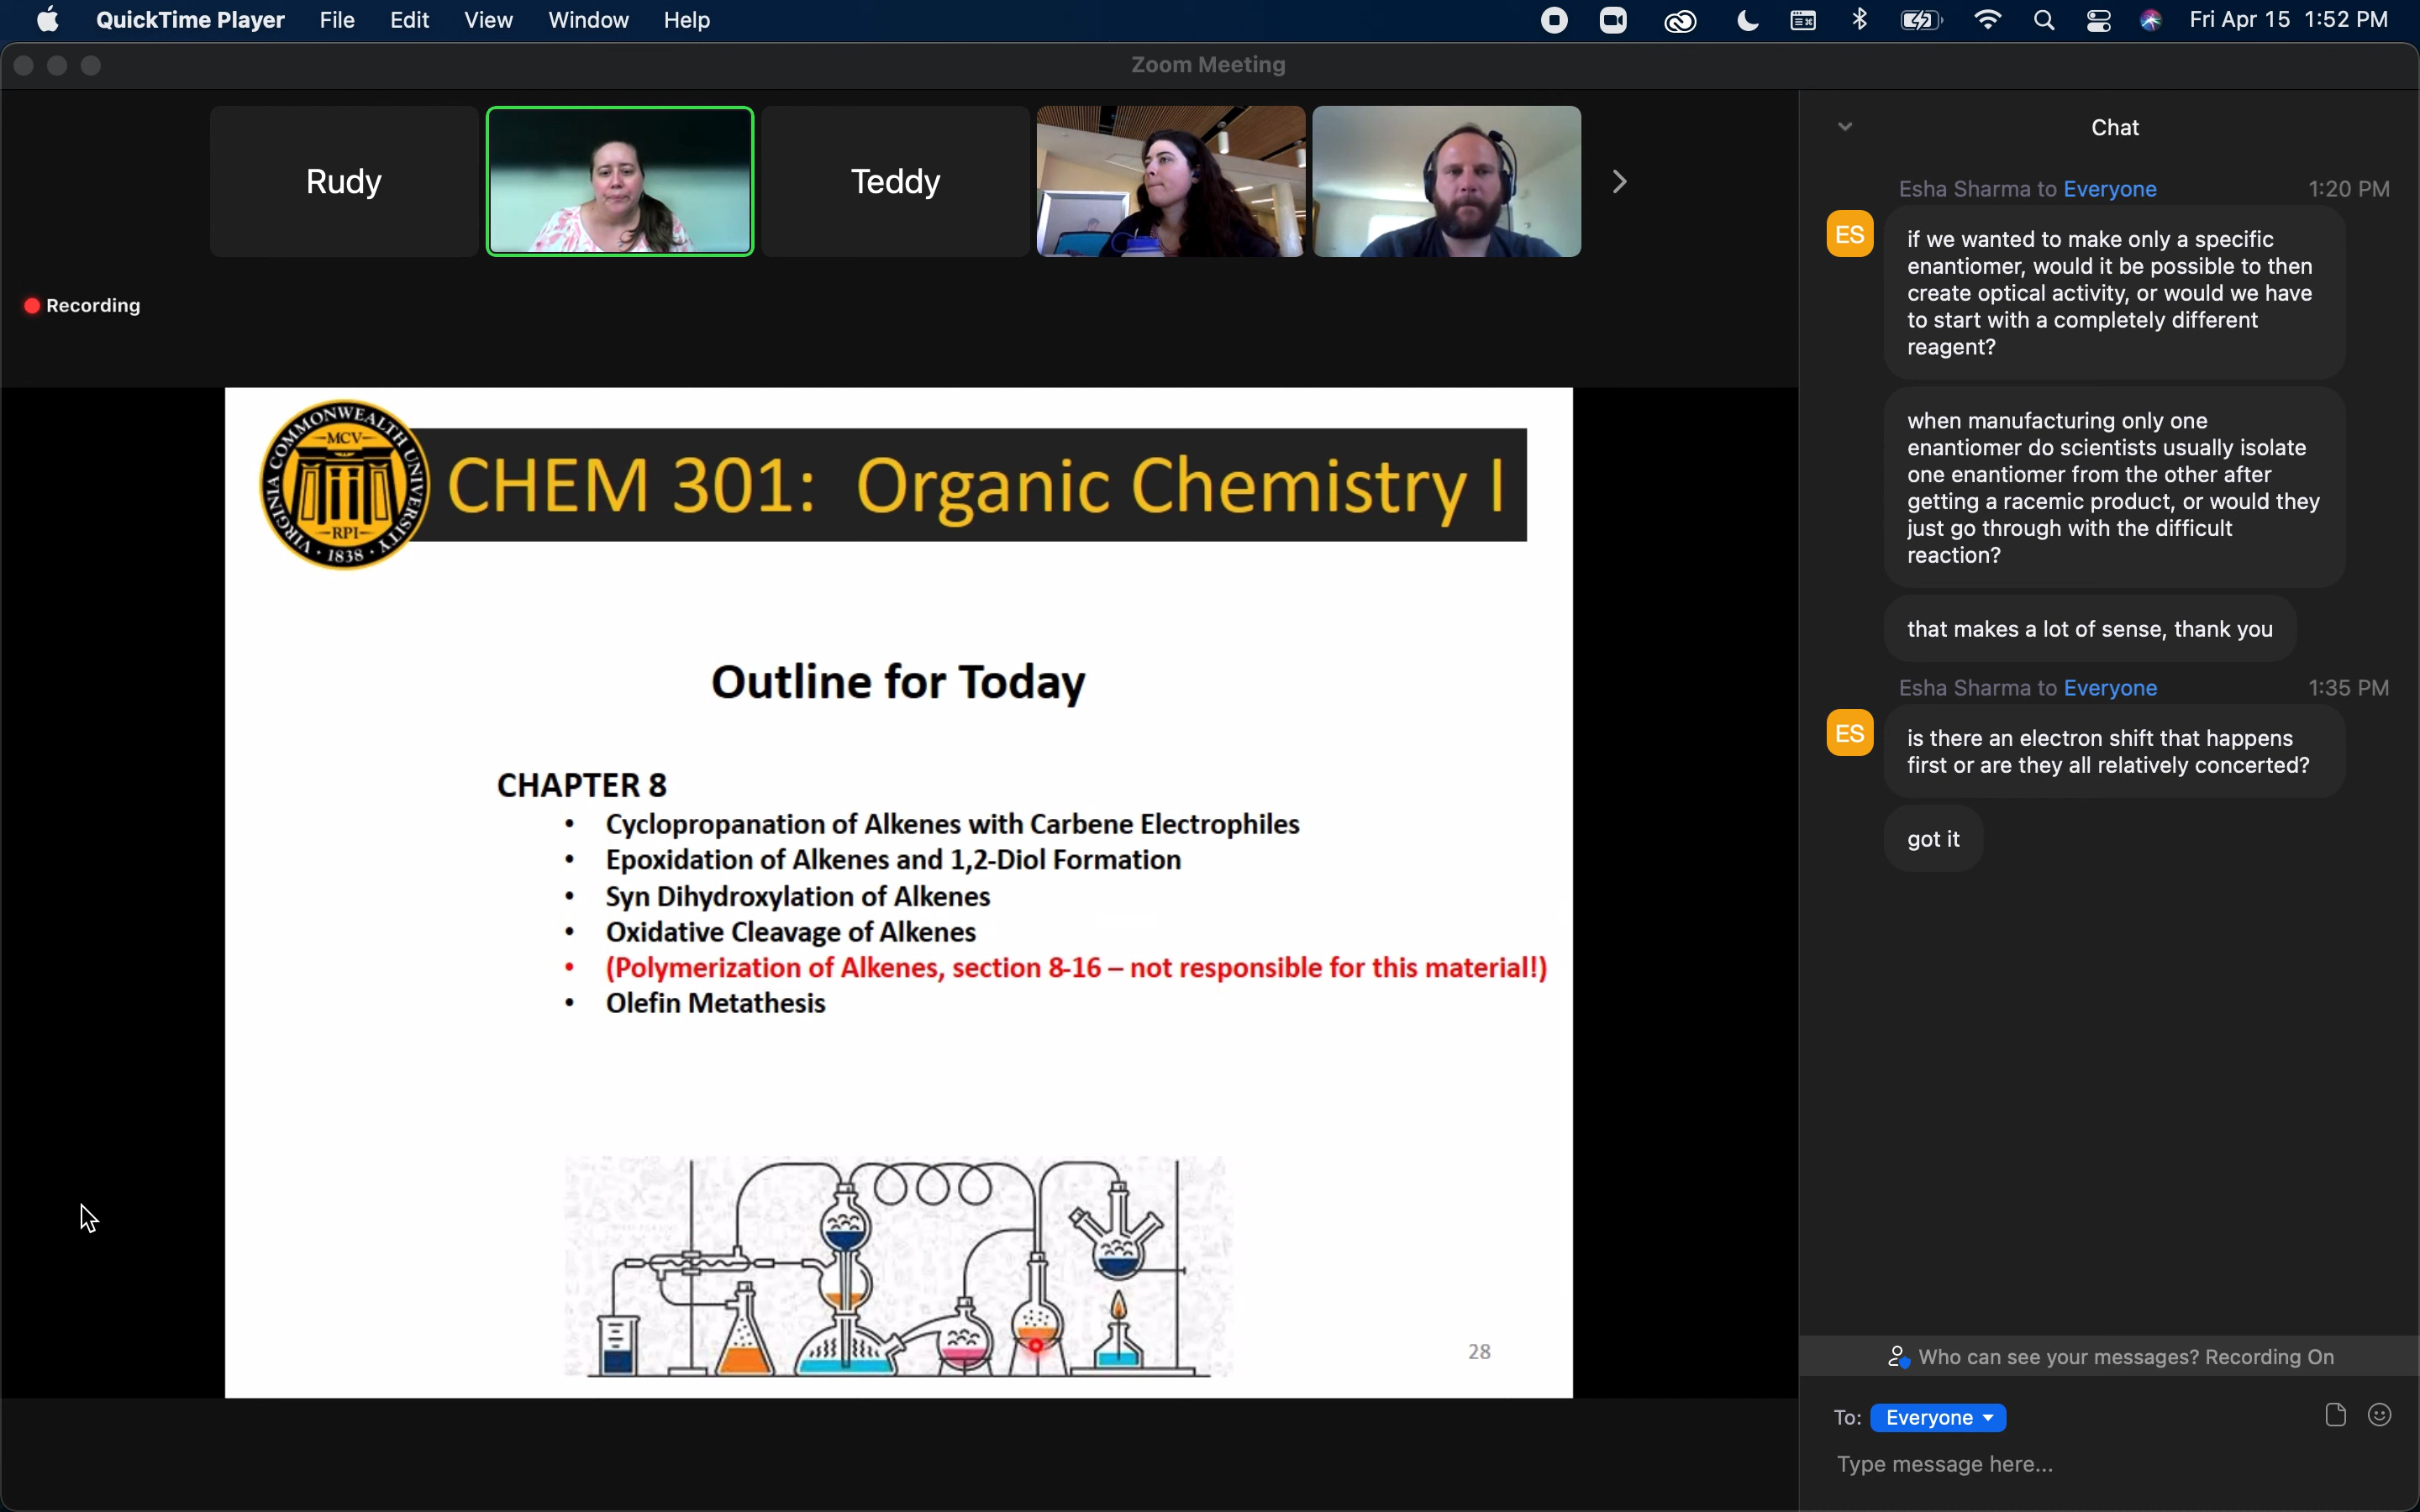 QuickTime Player File Edit View Window Help Fri Apr 15 1:52 PM
Zoom Meeting
Rudy
Teddy
Recording
VIRGINIA COMMONWEALTH UNIVERSITY
MCV
RPI
1838
CHEM 301: Organic Chemistry I
Outline for Today
CHAPTER 8
• Cyclopropanation of Alkenes with Carbene Electrophiles
• Epoxidation of Alkenes and 1,2-Diol Formation
• Syn Dihydroxylation of Alkenes
• Oxidative Cleavage of Alkenes
• (Polymerization of Alkenes, section 8-16 – not responsible for this material!)
• Olefin Metathesis
28
Chat
Esha Sharma to Everyone 1:20 PM
ES
if we wanted to make only a specific
enantiomer, would it be possible to then
create optical activity, or would we have
to start with a completely different
reagent?
when manufacturing only one
enantiomer do scientists usually isolate
one enantiomer from the other after
getting a racemic product, or would they
just go through with the difficult
reaction?
that makes a lot of sense, thank you
Esha Sharma to Everyone 1:35 PM
ES
is there an electron shift that happens
first or are they all relatively concerted?
got it
Who can see your messages? Recording On
To: Everyone
Type message here...